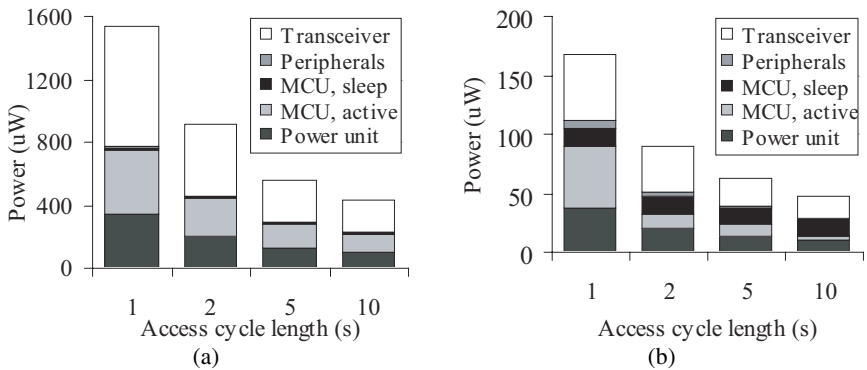 1600
1200
800
400
0
Power (uW)
Transceiver
Peripherals
MCU, sleep
MCU, active
Power unit
1 2 5 10
Access cycle length (s)
(a)
200
150
100
50
0
Power (uW)
Transceiver
Peripherals
MCU, sleep
MCU, active
Power unit
1 2 5 10
Access cycle length (s)
(b)